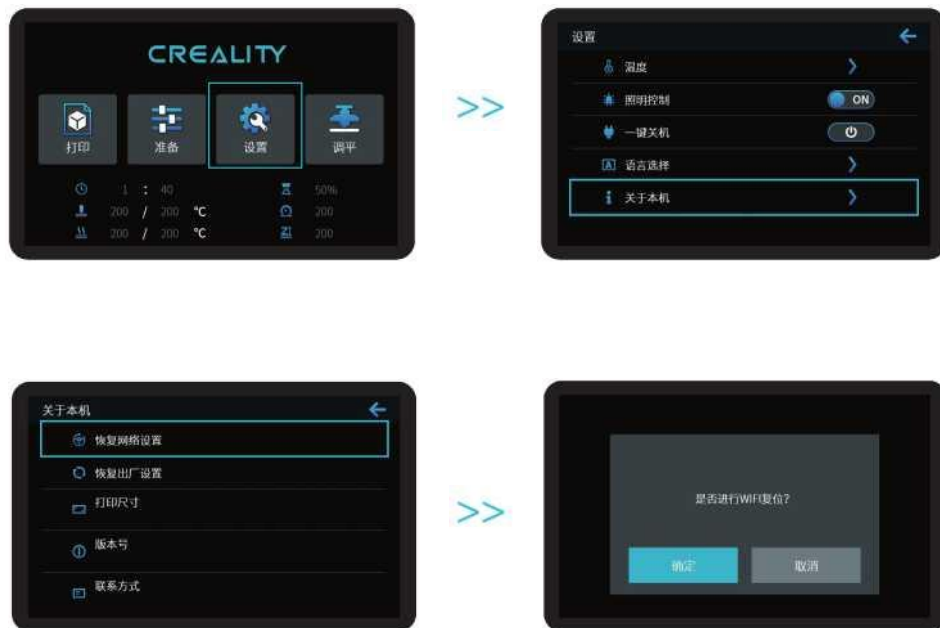 CREALITY
打印 准备 设置 调平
1 : 40 50%
200 / 200 °C 200
200 / 200 °C 200
>>
设置
温度
照明控制 ON
一键关机
语言选择
关于本机
关于本机
恢复网络设置
恢复出厂设置
打印尺寸
版本号
联系方式
>>
是否进行WIFI复位?
确定 取消